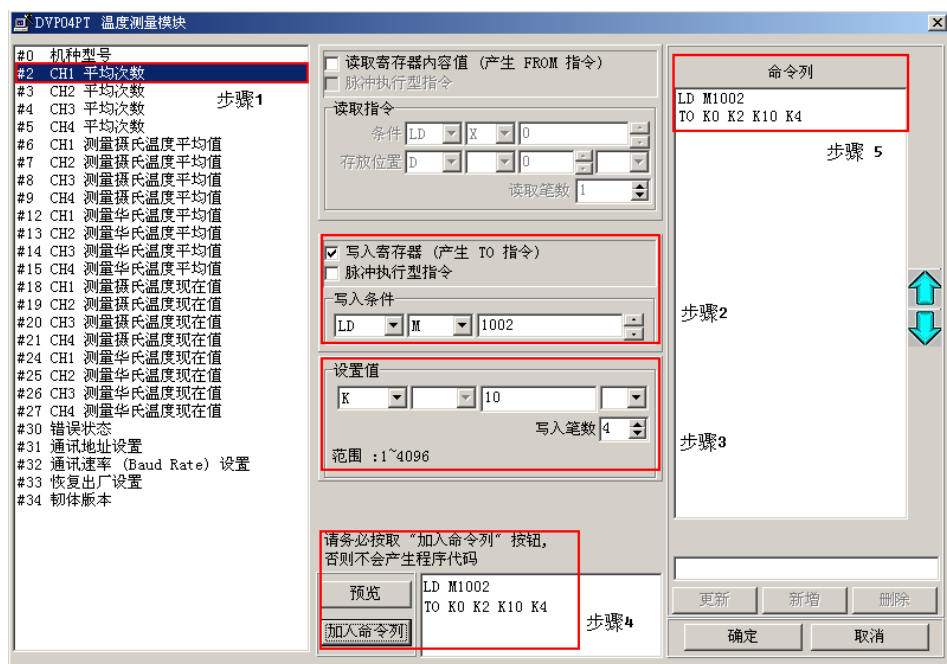 DVP04PT 温度测量模块
#0 机种型号
#2 CH1 平均次数
#3 CH2 平均次数
#4 CH3 平均次数
#5 CH4 平均次数
#6 CH1 测量摄氏温度平均值
#7 CH2 测量摄氏温度平均值
#8 CH3 测量摄氏温度平均值
#9 CH4 测量摄氏温度平均值
#12 CH1 测量华氏温度平均值
#13 CH2 测量华氏温度平均值
#14 CH3 测量华氏温度平均值
#15 CH4 测量华氏温度平均值
#18 CH1 测量摄氏温度现在值
#19 CH2 测量摄氏温度现在值
#20 CH3 测量摄氏温度现在值
#21 CH4 测量摄氏温度现在值
#24 CH1 测量华氏温度现在值
#25 CH2 测量华氏温度现在值
#26 CH3 测量华氏温度现在值
#27 CH4 测量华氏温度现在值
#30 错误状态
#31 通讯地址设置
#32 通讯速率 (Baud Rate) 设置
#33 恢复出厂设置
#34 韧体版本
步骤1
读取寄存器内容值 (产生 FROM 指令)
脉冲执行型指令
读取指令
条件 LD X 0
存放位置 D 0
读取笔数 1
写入寄存器 (产生 TO 指令)
脉冲执行型指令
写入条件
LD M 1002
步骤2
设置值
K 10
写入笔数 4
范围 :1~4096
步骤3
请务必按取 “加入命令列“ 按钮,
否则不会产生程序代码
预览
加入命令列
LD M1002
TO K0 K2 K10 K4
步骤4
命令列
LD M1002
TO K0 K2 K10 K4
步骤 5
更新 新增 删除
确定 取消